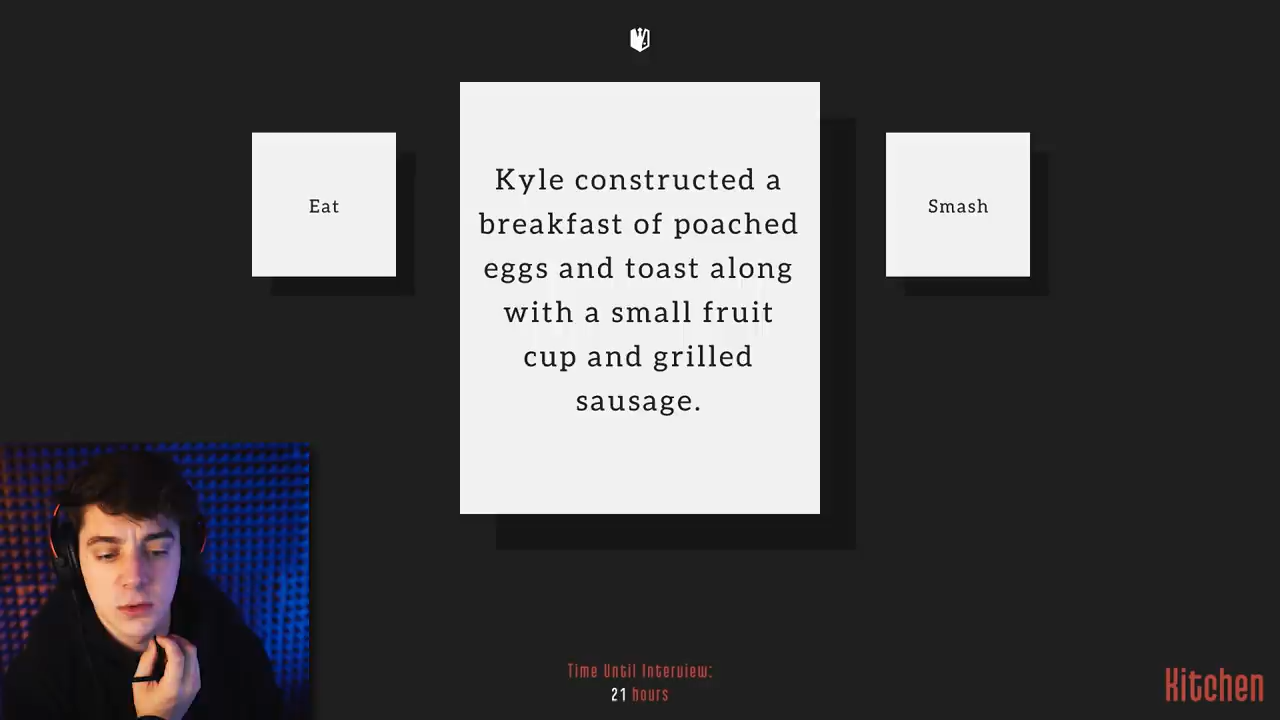 Eat
Kyle constructed a
breakfast of poached
eggs and toast along
with a small fruit
cup and grilled
sausage.
Smash
Time Until Interview:
21 hours
Kitchen